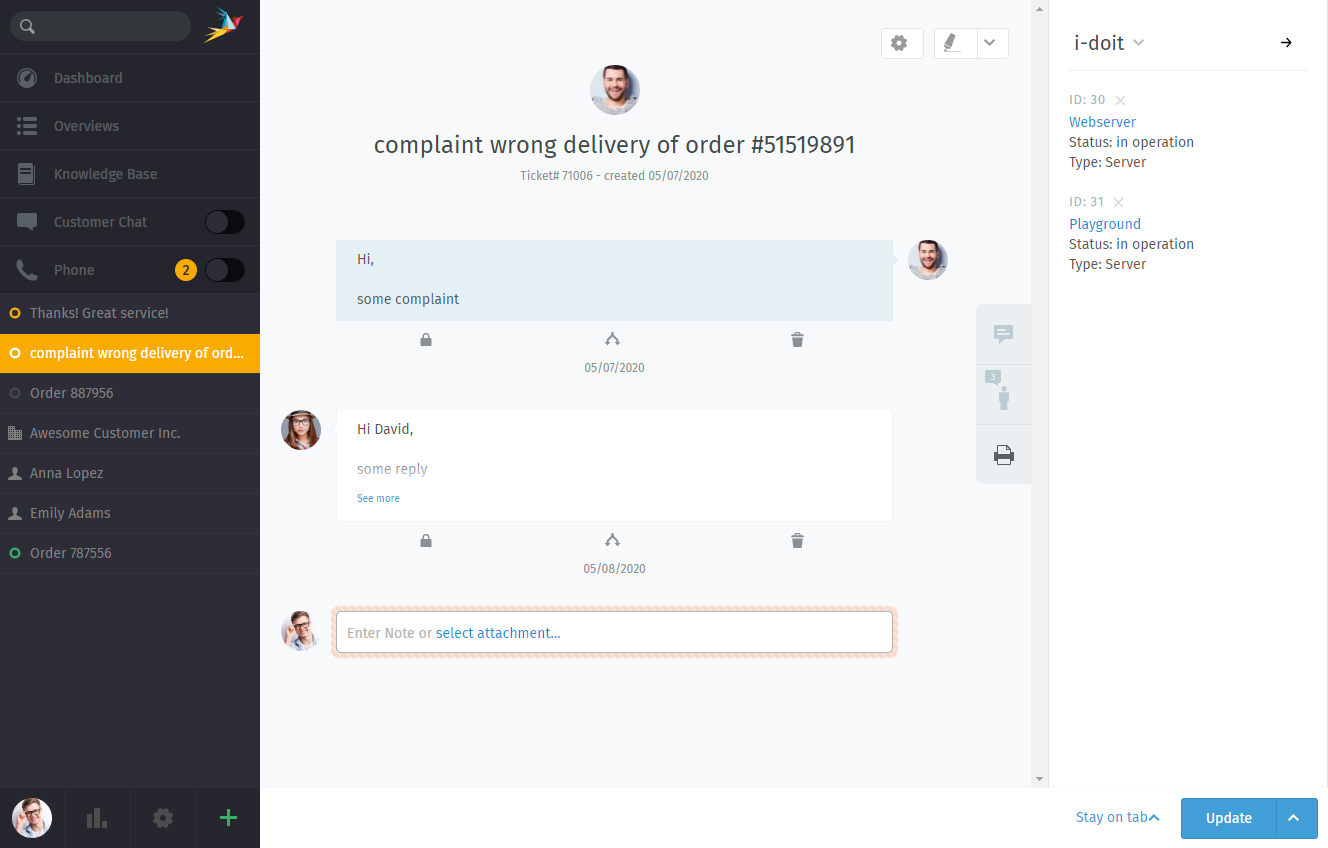 Dashboard
Overviews
Knowledge Base
Customer Chat
Phone 2
Thanks! Great service!
complaint wrong delivery of ord...
Order 887956
Awesome Customer Inc.
Anna Lopez
Emily Adams
Order 787556
complaint wrong delivery of order #51519891
Ticket# 71006 - created 05/07/2020
Hi,
some complaint
05/07/2020
Hi David,
some reply
See more
05/08/2020
Enter Note or select attachment...
3
i-doit
ID: 30
Webserver
Status: in operation
Type: Server
ID: 31
Playground
Status: in operation
Type: Server
Stay on tab
Update